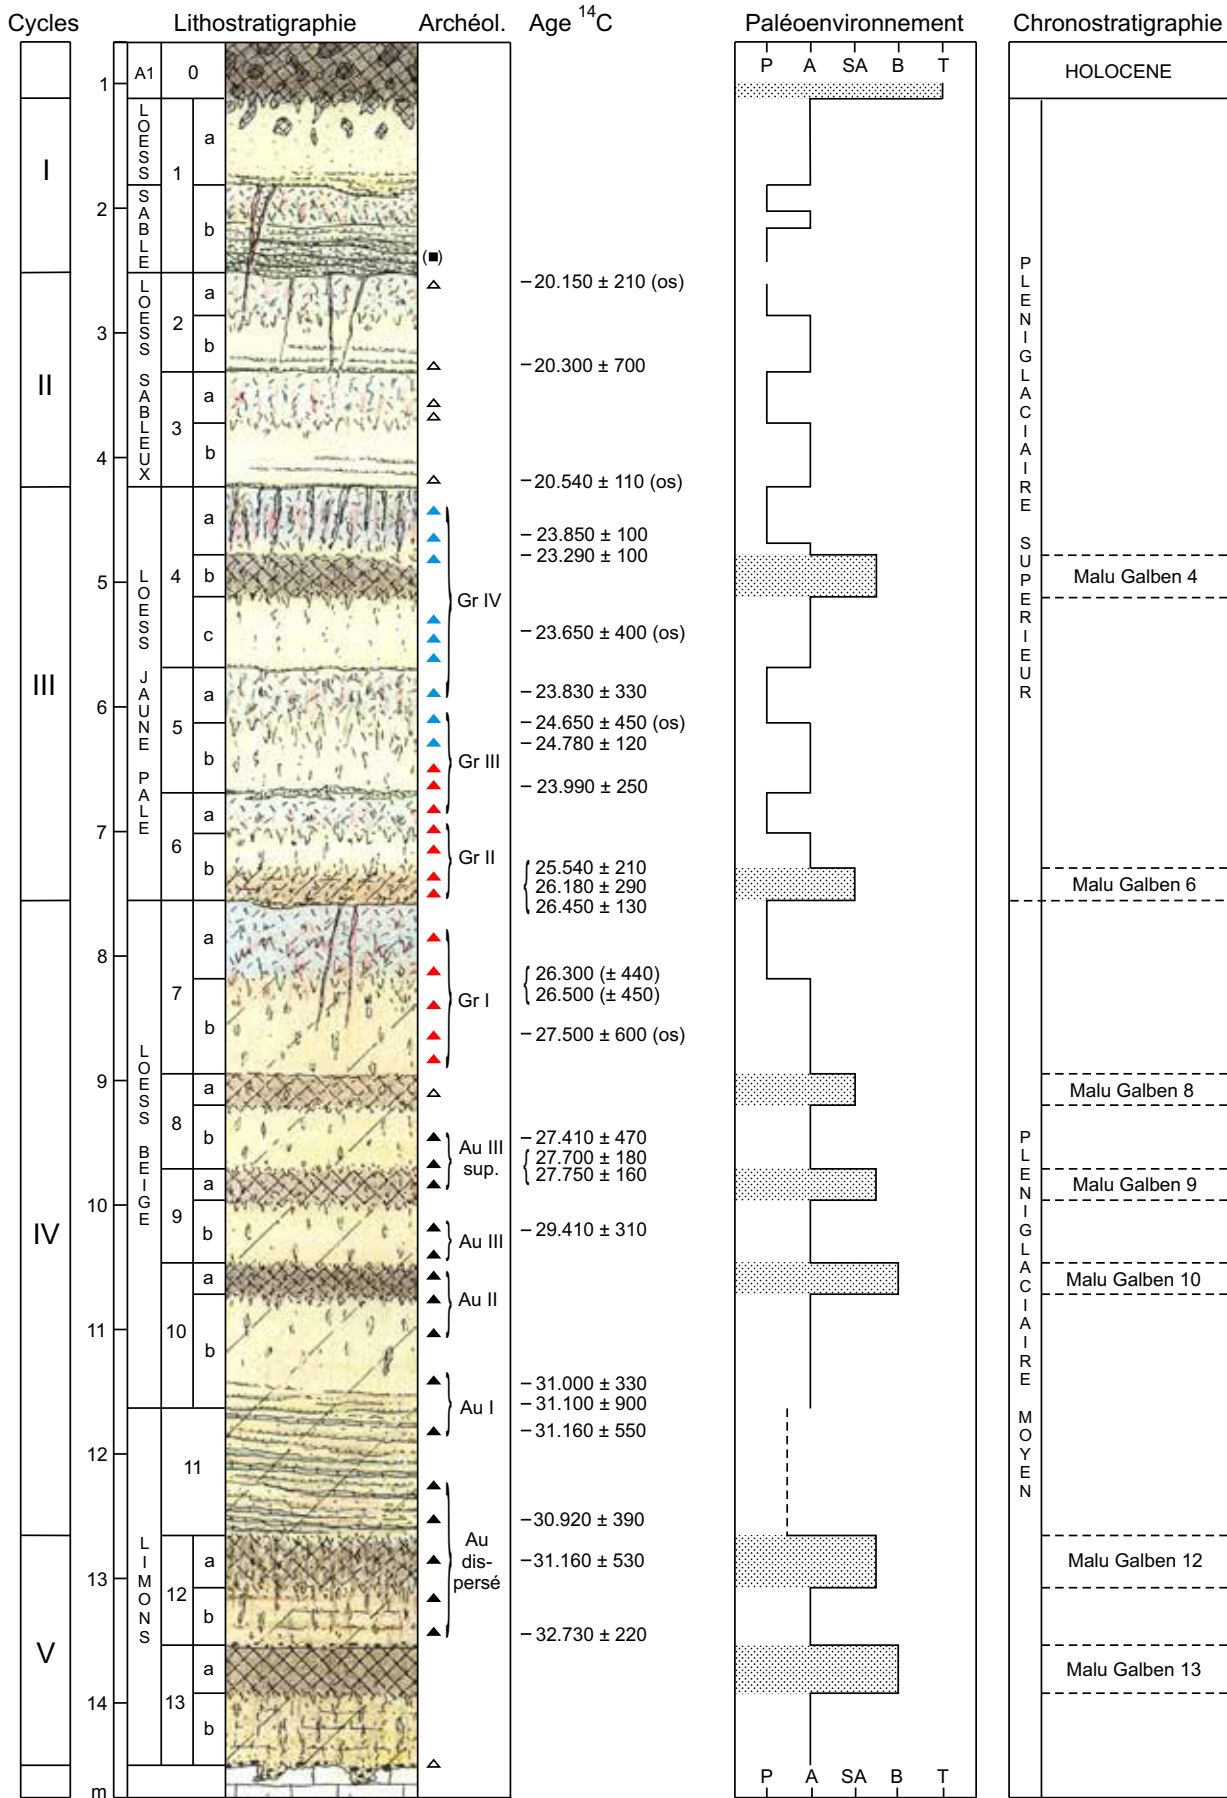 Cycles Lithostratigraphie Archéol. Age 14C Paléoenvironnement Chronostratigraphie
P A SA B T
A1 0 HOLOCENE
1
I
LOESS
1
a
SABLE
b
2
(■)
II
LOESS SABLEUX
2
a
–20.150 ± 210 (os)
b
3
–20.300 ± 700
3
a
b
4
–20.540 ± 110 (os)
PLENIGLACIAIRE SUPERIEUR
III
LOESS JAUNE PALE
4
a
–23.850 ± 100
–23.290 ± 100
b
5
Malu Galben 4
Gr IV
c
–23.650 ± 400 (os)
5
a
–23.830 ± 330
6
–24.650 ± 450 (os)
b
–24.780 ± 120
Gr III
–23.990 ± 250
6
a
7
Gr II
b
25.540 ± 210
26.180 ± 290
26.450 ± 130
Malu Galben 6
IV
LOESS BEIGE
7
a
8
26.300 (± 440)
26.500 (± 450)
Gr I
b
–27.500 ± 600 (os)
PLENIGLACIAIRE MOYEN
9
8
a
Malu Galben 8
b
–27.410 ± 470
Au III
sup.
27.700 ± 180
27.750 ± 160
9
a
Malu Galben 9
10
b
–29.410 ± 310
Au III
10
a
Malu Galben 10
Au II
11
b
–31.000 ± 330
–31.100 ± 900
Au I
–31.160 ± 550
12
11
–30.920 ± 390
Au
dis-
persé
V
LIMONS
12
a
–31.160 ± 530
Malu Galben 12
13
b
–32.730 ± 220
13
a
Malu Galben 13
14
b
P A SA B T
m